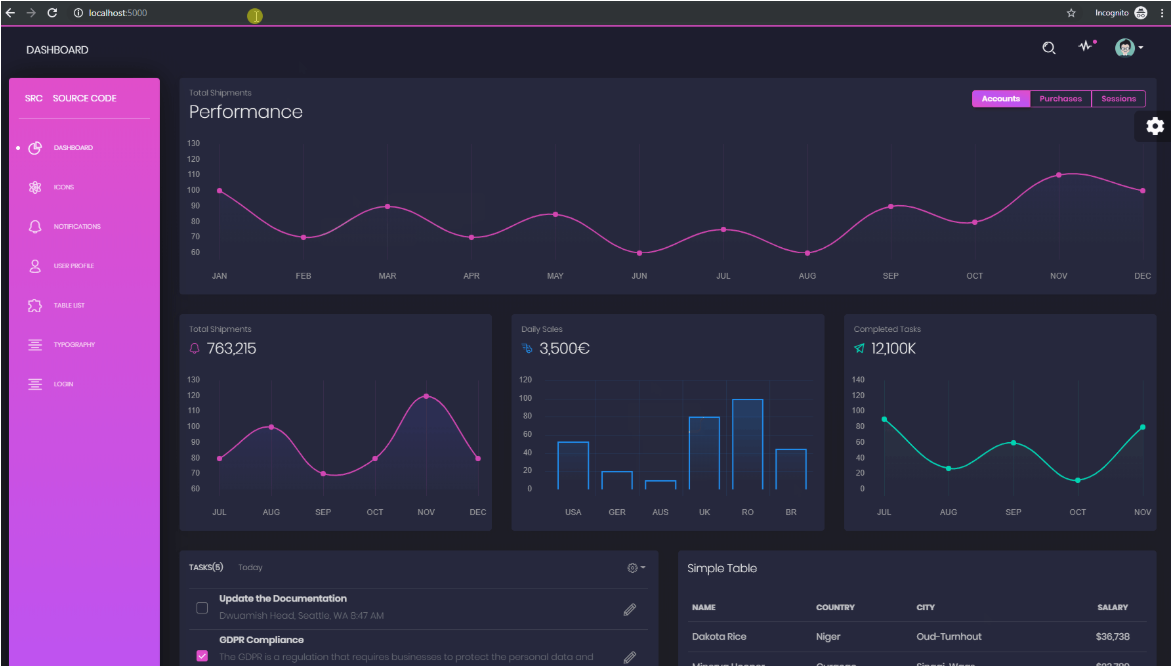 localhost:5000
Incognito
DASHBOARD
SRC SOURCE CODE
DASHBOARD
ICONS
NOTIFICATIONS
USER PROFILE
TABLE LIST
TYPOGRAPHY
LOGIN
Total Shipments
Performance
Accounts Purchases Sessions
130
120
110
100
90
80
70
60
JAN FEB MAR APR MAY JUN JUL AUG SEP OCT NOV DEC
Total Shipments
763,215
130
120
110
100
90
80
70
60
JUL AUG SEP OCT NOV DEC
Daily Sales
3,500€
120
100
80
60
40
20
0
USA GER AUS UK RO BR
Completed Tasks
12,100K
140
120
100
80
60
40
20
0
JUL AUG SEP OCT NOV
TASKS(5) Today
Update the Documentation
Dwuamish Head, Seattle, WA 8:47 AM
GDPR Compliance
The GDPR is a regulation that requires businesses to protect the personal data and
Simple Table
NAME COUNTRY CITY SALARY
Dakota Rice Niger Oud-Turnhout $36,738